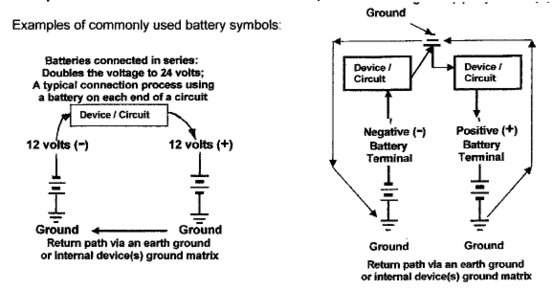 Examples of commonly used battery symbols:
Batteries connected in series:
Doubles the voltage to 24 volts;
A typical connection process using
a battery on each end of a circuit
Device / Circuit
12 volts (-)
12 volts (+)
Ground
Ground
Return path via an earth ground
or internal device(s) ground matrix
Ground
Device /
Circuit
Device /
Circuit
Negative (-)
Battery
Terminal
Positive (+)
Battery
Terminal
Ground
Ground
Return path via an earth ground
or internal device(s) ground matrix